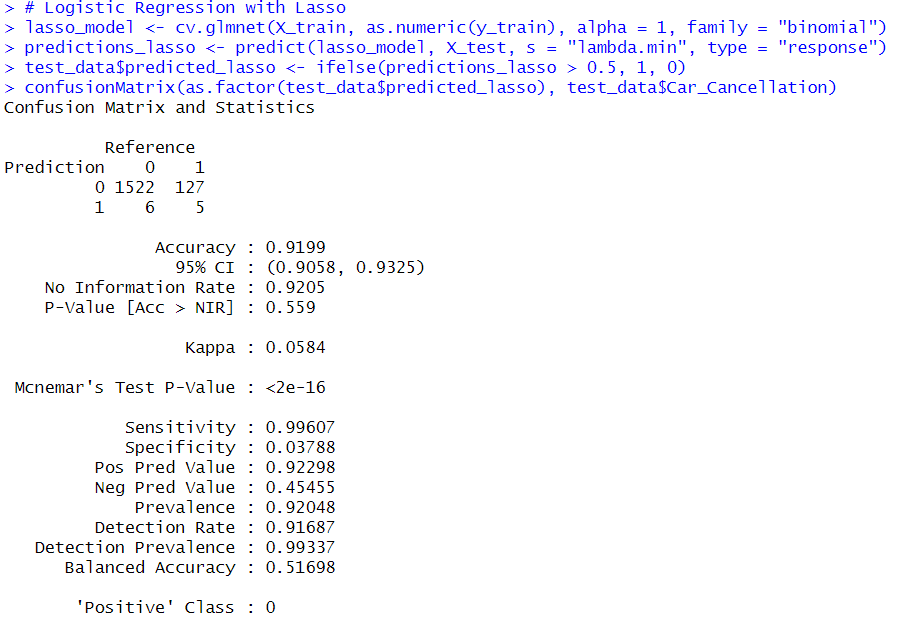 > # Logistic Regression with Lasso
> lasso_model <- cv.glmnet(X_train, as.numeric(y_train), alpha = 1, family = "binomial")
> predictions_lasso <- predict(lasso_model, X_test, s = "lambda.min", type = "response")
> test_data$predicted_lasso <- ifelse(predictions_lasso > 0.5, 1, 0)
> confusionMatrix(as.factor(test_data$predicted_lasso), test_data$Car_Cancellation)
Confusion Matrix and Statistics
Reference
Prediction 0 1
0 1522 127
1 6 5
Accuracy : 0.9199
95% CI : (0.9058, 0.9325)
No Information Rate : 0.9205
P-Value [Acc > NIR] : 0.559
Kappa : 0.0584
Mcnemar's Test P-Value : <2e-16
Sensitivity : 0.99607
Specificity : 0.03788
Pos Pred Value : 0.92298
Neg Pred Value : 0.45455
Prevalence : 0.92048
Detection Rate : 0.91687
Detection Prevalence : 0.99337
Balanced Accuracy : 0.51698
'Positive' Class : 0